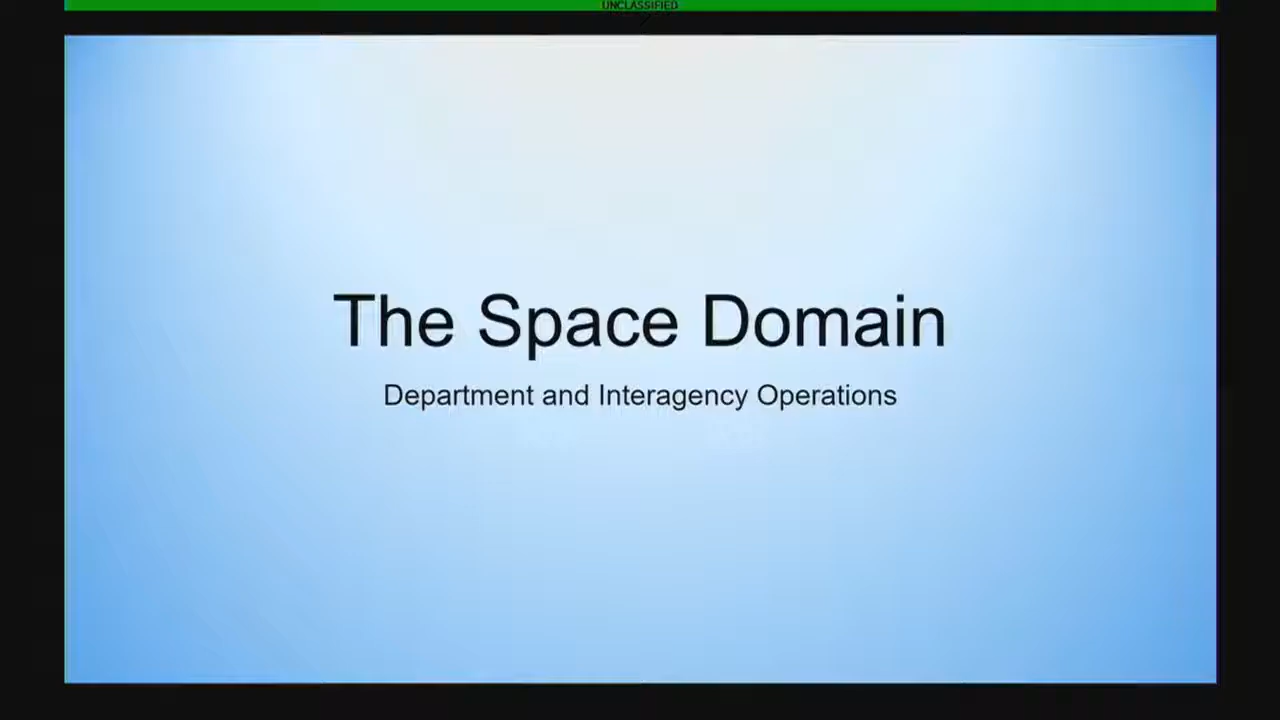 UNCLASSIFIED
The Space Domain
Department and Interagency Operations